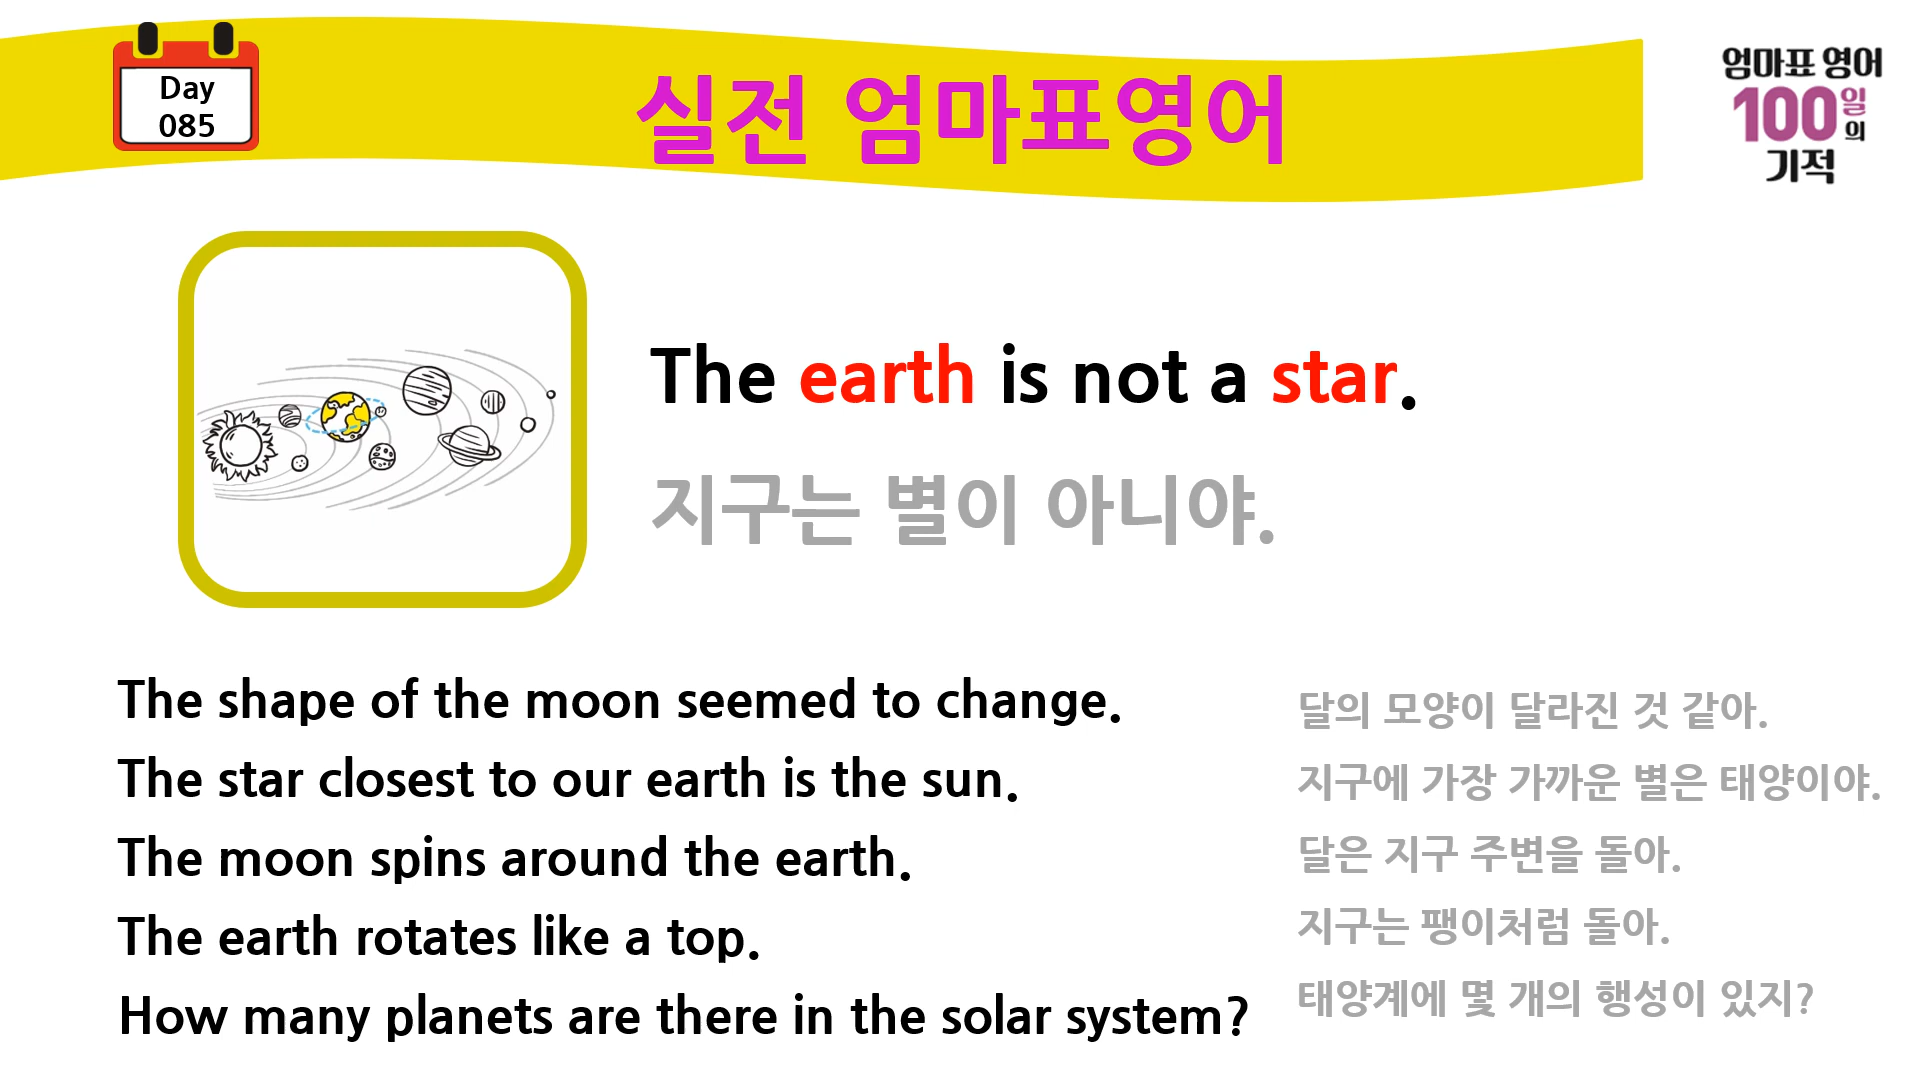 Day
085
실전 엄마표영어
엄마표 영어
100일의
기적
The earth is not a star.
지구는 별이 아니야.
The shape of the moon seemed to change.
달의 모양이 달라진 것 같아.
The star closest to our earth is the sun.
지구에 가장 가까운 별은 태양이야.
The moon spins around the earth.
달은 지구 주변을 돌아.
The earth rotates like a top.
지구는 팽이처럼 돌아.
How many planets are there in the solar system?
태양계에 몇 개의 행성이 있지?